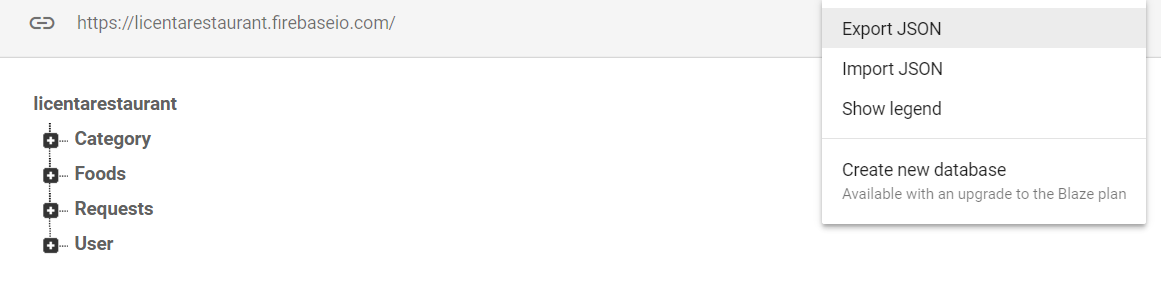 https://licentarestaurant.firebaseio.com/
Export JSON
Import JSON
Show legend
Create new database
Available with an upgrade to the Blaze plan
licentarestaurant
Category
Foods
Requests
User